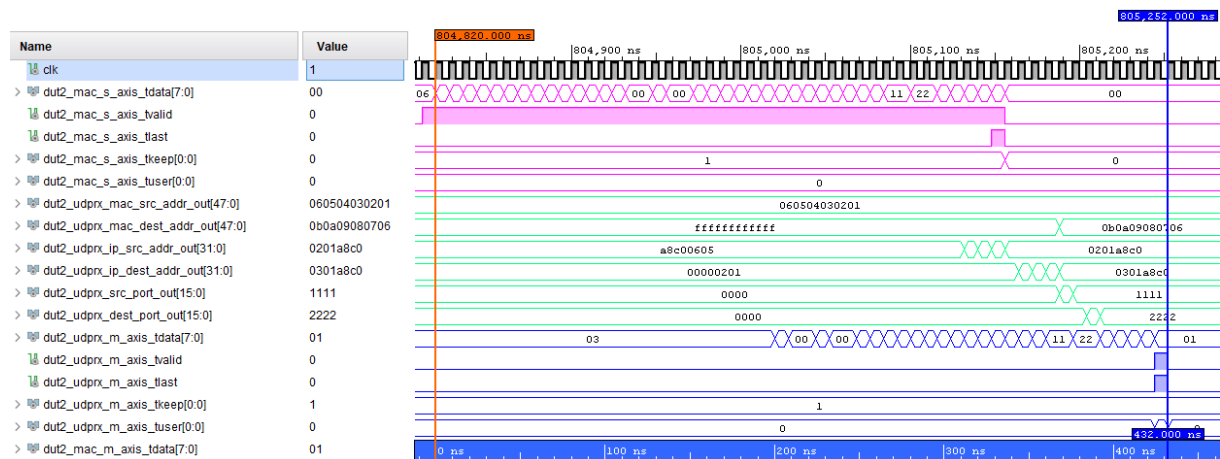 805,252.000 ns
804,820.000 ns
Name Value 804,900 ns 805,000 ns 805,100 ns 805,200 ns
clk 1
dut2_mac_s_axis_tdata[7:0] 00 06 00 00 11 22 00
dut2_mac_s_axis_tvalid 0
dut2_mac_s_axis_tlast 0
dut2_mac_s_axis_tkeep[0:0] 0 1 0
dut2_mac_s_axis_tuser[0:0] 0 0
dut2_udprx_mac_src_addr_out[47:0] 060504030201 060504030201
dut2_udprx_mac_dest_addr_out[47:0] 0b0a09080706 ffffffffffff 0b0a09080706
dut2_udprx_ip_src_addr_out[31:0] 0201a8c0 a8c00605 0201a8c0
dut2_udprx_ip_dest_addr_out[31:0] 0301a8c0 00000201 0301a8c0
dut2_udprx_src_port_out[15:0] 1111 0000 1111
dut2_udprx_dest_port_out[15:0] 2222 0000 2222
dut2_udprx_m_axis_tdata[7:0] 01 03 00 00 11 22 01
dut2_udprx_m_axis_tvalid 0
dut2_udprx_m_axis_tlast 0
dut2_udprx_m_axis_tkeep[0:0] 1 1
dut2_udprx_m_axis_tuser[0:0] 0 0 0
432.000 ns
dut2_mac_m_axis_tdata[7:0] 01 0 ns 100 ns 200 ns 300 ns 400 ns